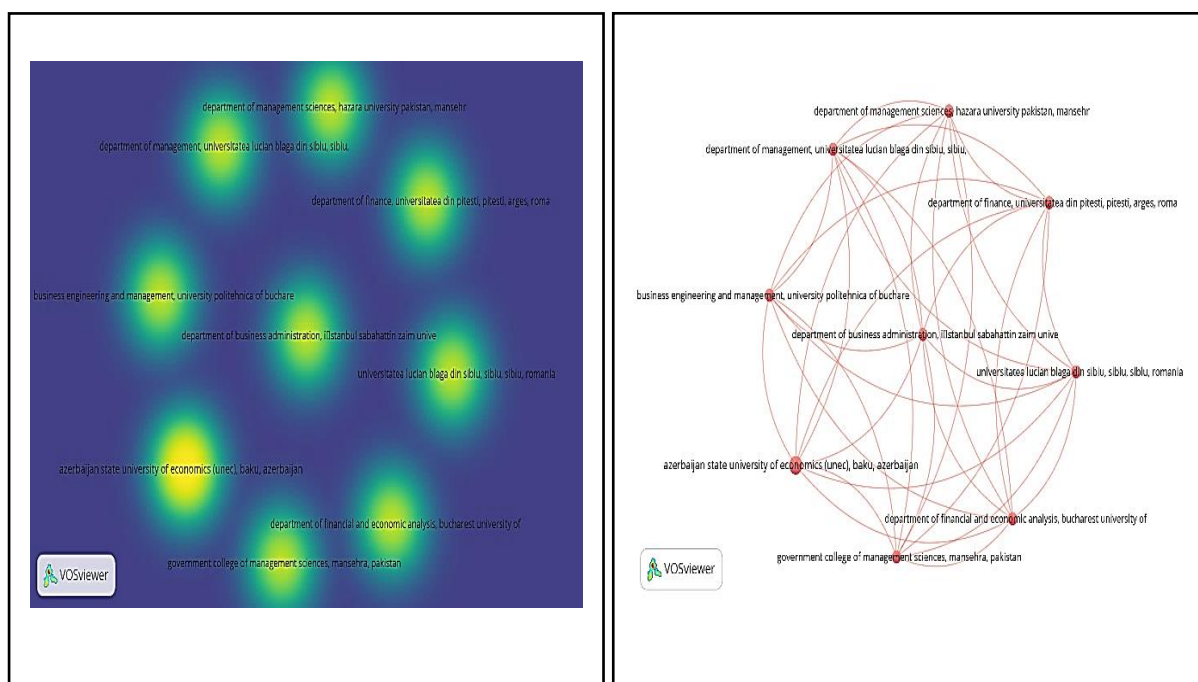 department of management sciences, hazara university pakistan, mansehr
department of management, universitatea lucian blaga din sibiu, sibiu,
department of finance, universitatea din pitesti, pitesti, arges, roma
business engineering and management, university politehnica of buchare
department of business administration, i̇stanbul sabahattin zaim unive
universitatea lucian blaga din sibiu, sibiu, sibiu, romania
azerbaijan state university of economics (unec), baku, azerbaijan
department of financial and economic analysis, bucharest university of
government college of management sciences, mansehra, pakistan
VOSviewer
department of management sciences, hazara university pakistan, mansehr
department of management, universitatea lucian blaga din sibiu, sibiu,
department of finance, universitatea din pitesti, pitesti, arges, roma
business engineering and management, university politehnica of buchare
department of business administration, i̇stanbul sabahattin zaim unive
universitatea lucian blaga din sibiu, sibiu, sibiu, romania
azerbaijan state university of economics (unec), baku, azerbaijan
department of financial and economic analysis, bucharest university of
government college of management sciences, mansehra, pakistan
VOSviewer